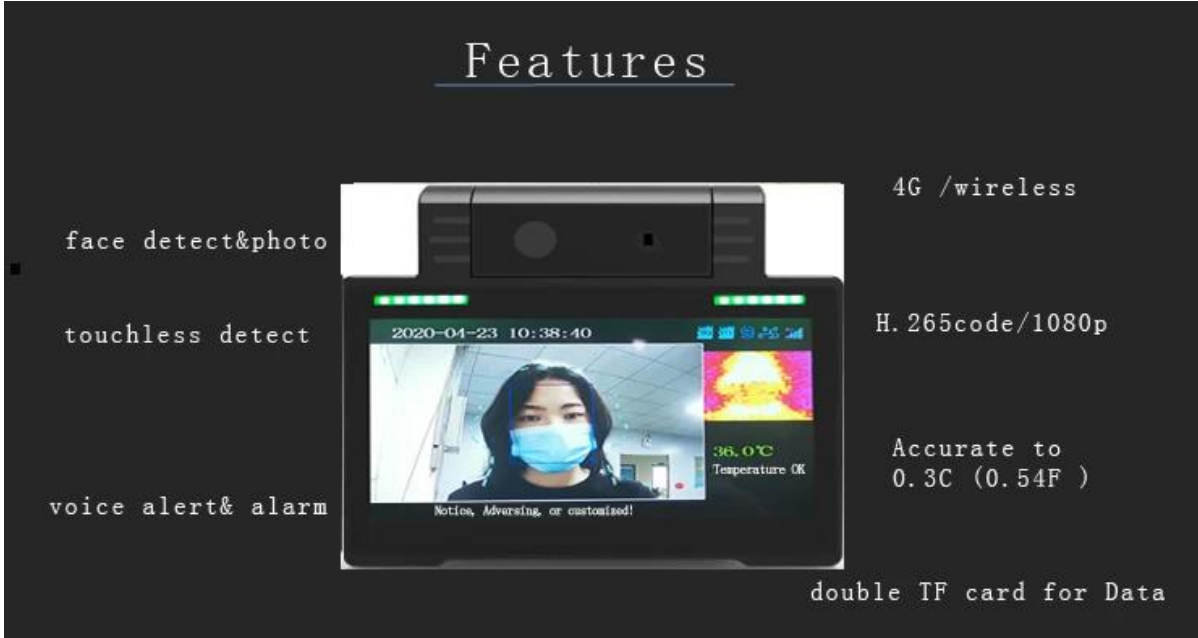 Features
4G /wireless
face detect&photo
touchless detect
H.265code/1080p
2020-04-23 10:38:40
36.0℃
Temperature OK
Accurate to
0.3C (0.54F )
voice alert& alarm
Notice, Adversing, or customized!
double TF card for Data